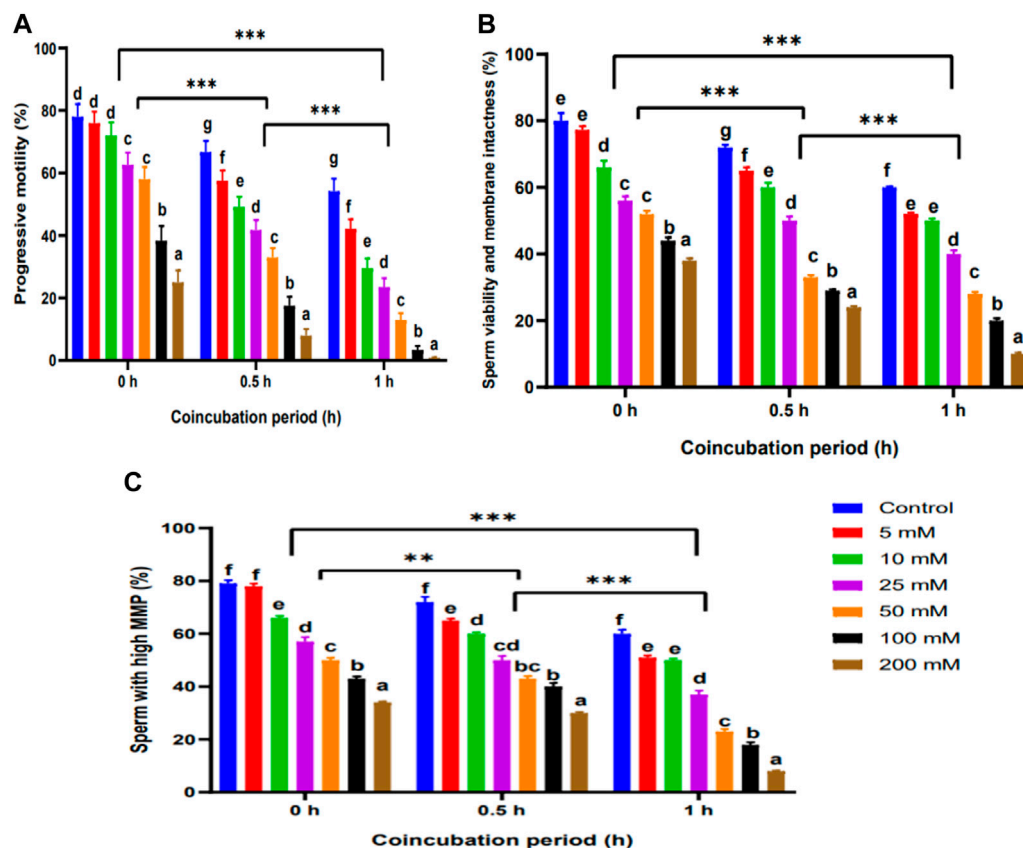 A
Progressive motility (%)
100
80
60
40
20
0
***
***
***
d d d c c b a
g f e d c b a
g f e d c b a
0 h 0.5 h 1 h
Coincubation period (h)
B
Sperm viability and membrane intactness (%)
100
80
60
40
20
0
***
***
***
e e d c c b a
g f e d c b a
f e e d c b a
0 h 0.5 h 1 h
Coincubation period (h)
C
Sperm with high MMP (%)
100
80
60
40
20
0
***
**
***
f f e d c b a
f e d cd bc b a
f e e d c b a
0 h 0.5 h 1 h
Coincubation period (h)
Control
5 mM
10 mM
25 mM
50 mM
100 mM
200 mM